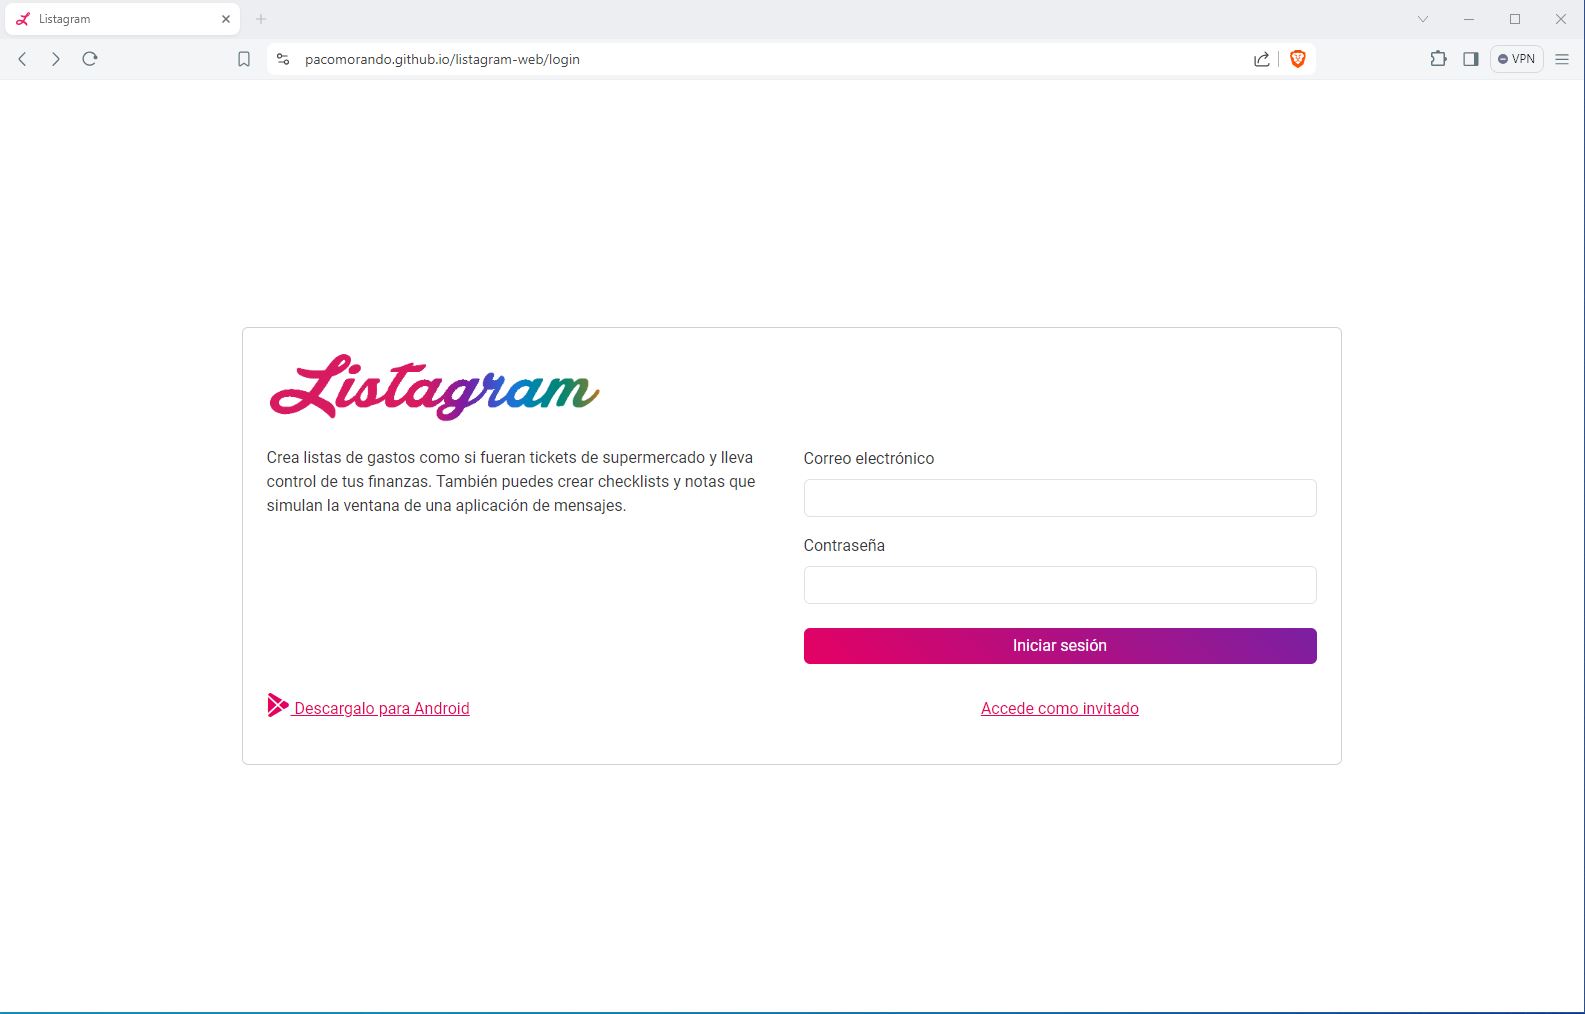 Listagram
pacomorando.github.io/listagram-web/login
VPN
Listagram
Crea listas de gastos como si fueran tickets de supermercado y lleva
control de tus finanzas. También puedes crear checklists y notas que
simulan la ventana de una aplicación de mensajes.
Correo electrónico
Contraseña
Iniciar sesión
Descargalo para Android
Accede como invitado